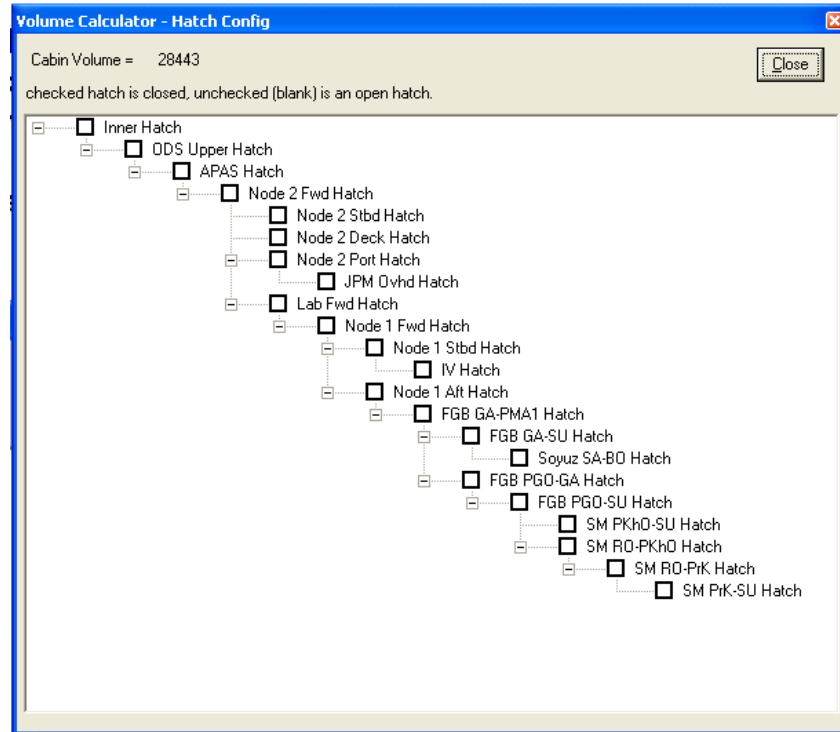 Volume Calculator - Hatch Config
Cabin Volume = 28443
Close
checked hatch is closed, unchecked (blank) is an open hatch.
Inner Hatch
ODS Upper Hatch
APAS Hatch
Node 2 Fwd Hatch
Node 2 Stbd Hatch
Node 2 Deck Hatch
Node 2 Port Hatch
JPM Ovhd Hatch
Lab Fwd Hatch
Node 1 Fwd Hatch
Node 1 Stbd Hatch
IV Hatch
Node 1 Aft Hatch
FGB GA-PMA1 Hatch
FGB GA-SU Hatch
Soyuz SA-BO Hatch
FGB PGO-GA Hatch
FGB PGO-SU Hatch
SM PKhO-SU Hatch
SM RO-PKhO Hatch
SM RO-PrK Hatch
SM PrK-SU Hatch